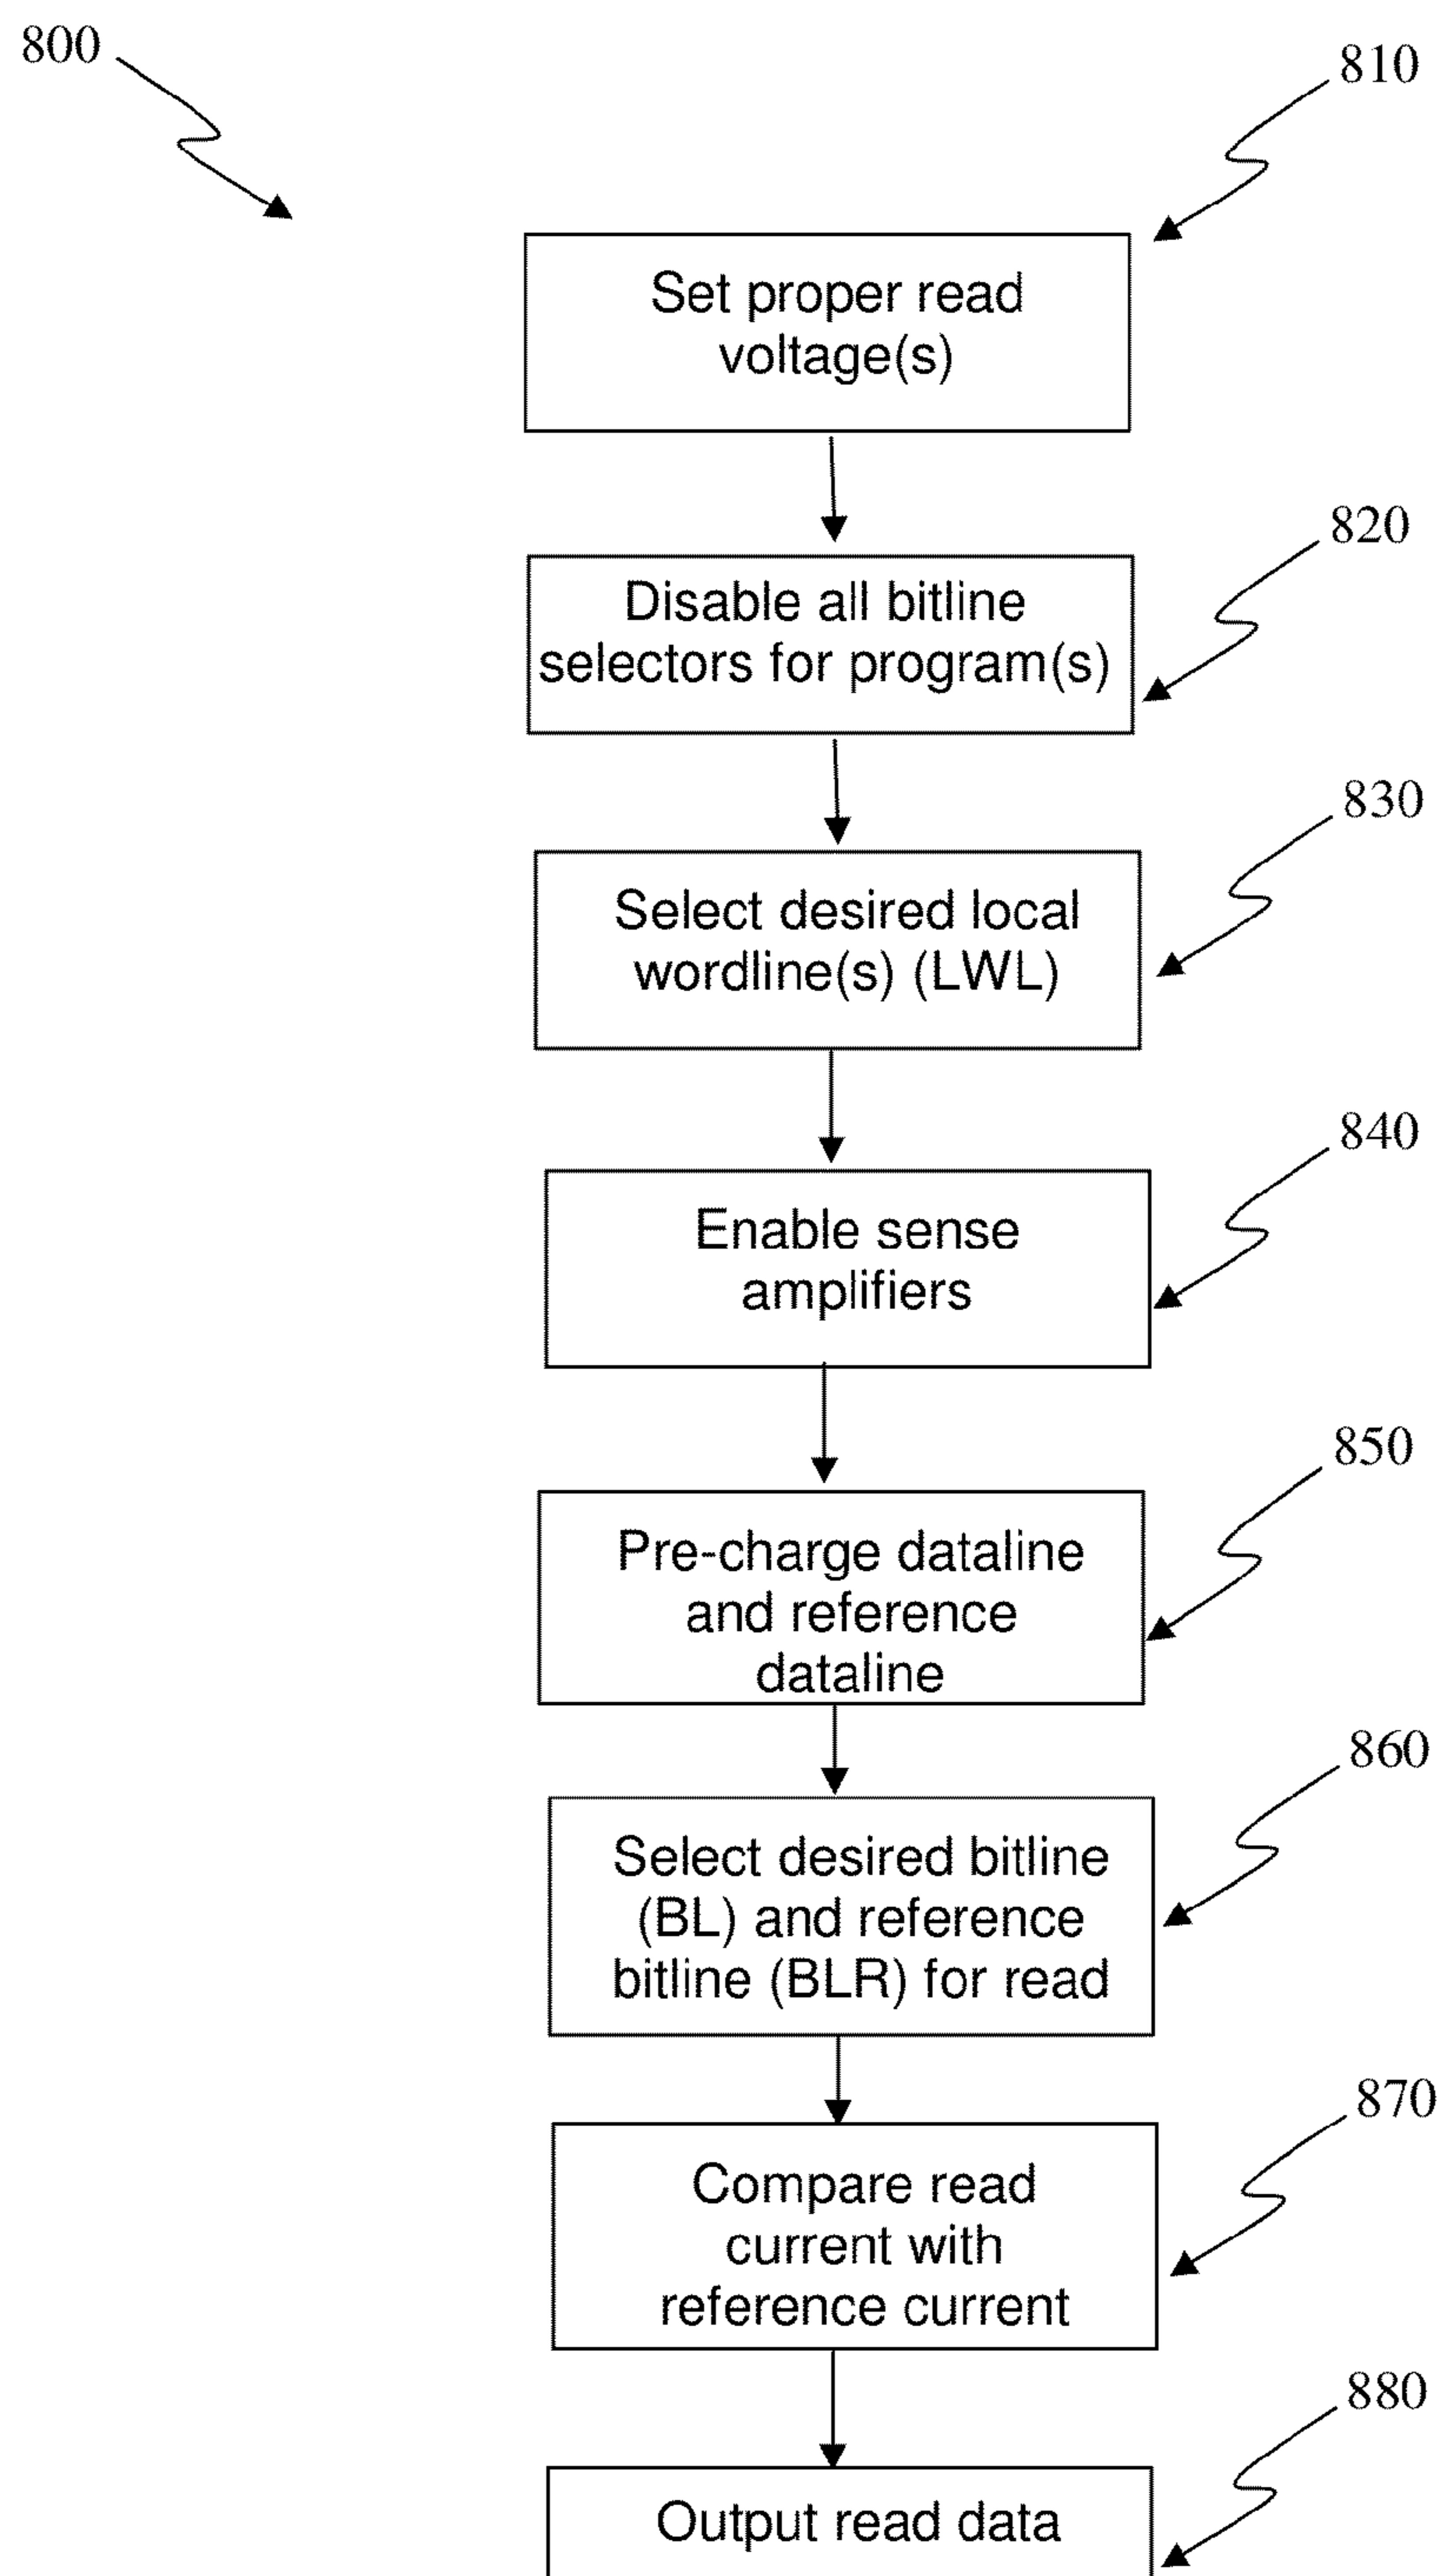 800
810
Set proper read
voltage(s)
820
Disable all bitline
selectors for program(s)
830
Select desired local
wordline(s) (LWL)
840
Enable sense
amplifiers
850
Pre-charge dataline
and reference
dataline
860
Select desired bitline
(BL) and reference
bitline (BLR) for read
870
Compare read
current with
reference current
880
Output read data